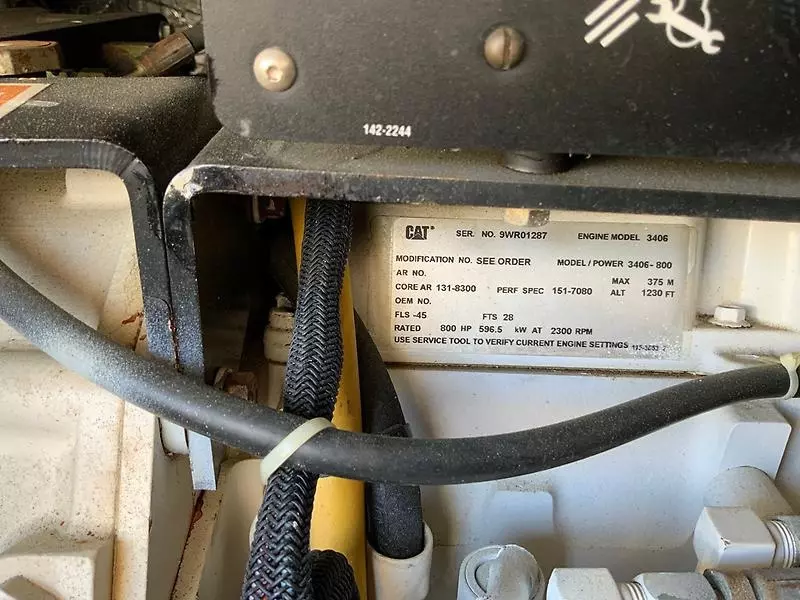 142-2244
CAT SER. NO. 9WR01287 ENGINE MODEL 3406
MODIFICATION NO. SEE ORDER MODEL / POWER 3406-800
AR NO. MAX 375 M
CORE AR 131-8300 PERF SPEC 151-7080 ALT 1230 FT
OEM NO.
FLS -45 FTS 28
RATED 800 HP 596.5 kW AT 2300 RPM
USE SERVICE TOOL TO VERIFY CURRENT ENGINE SETTINGS